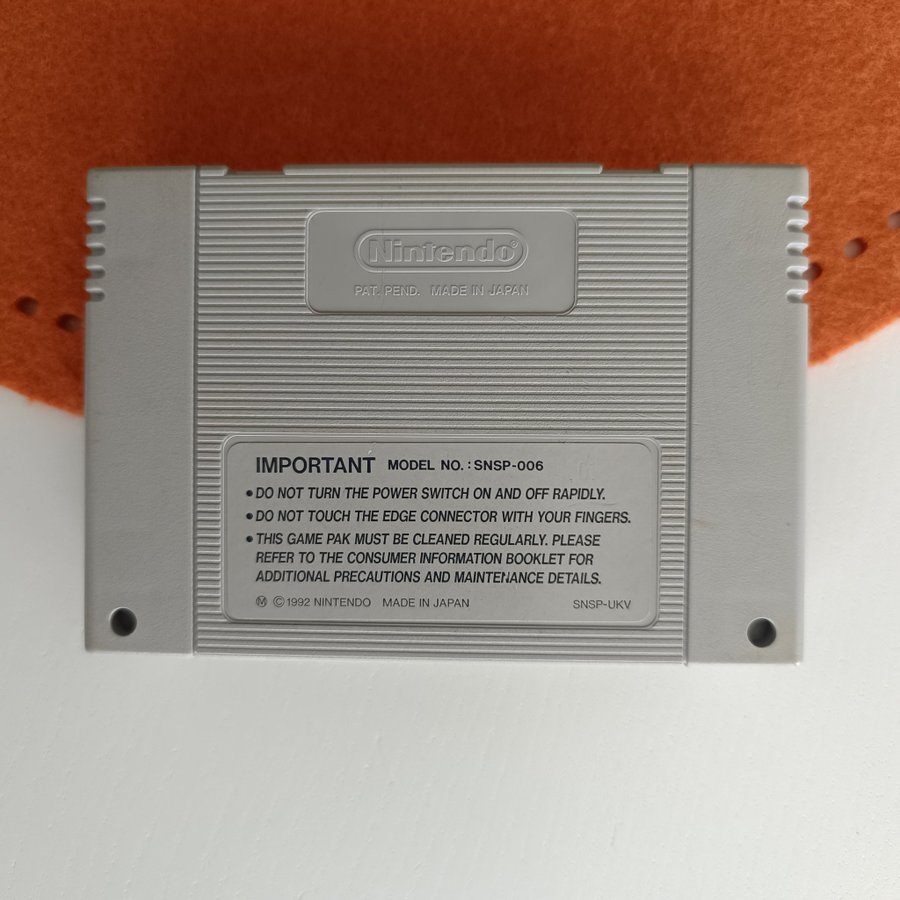 Nintendo®
PAT. PEND. MADE IN JAPAN
IMPORTANT MODEL NO. : SNSP-006
• DO NOT TURN THE POWER SWITCH ON AND OFF RAPIDLY.
• DO NOT TOUCH THE EDGE CONNECTOR WITH YOUR FINGERS.
• THIS GAME PAK MUST BE CLEANED REGULARLY. PLEASE
REFER TO THE CONSUMER INFORMATION BOOKLET FOR
ADDITIONAL PRECAUTIONS AND MAINTENANCE DETAILS.
Ⓜ © 1992 NINTENDO MADE IN JAPAN SNSP-UKV